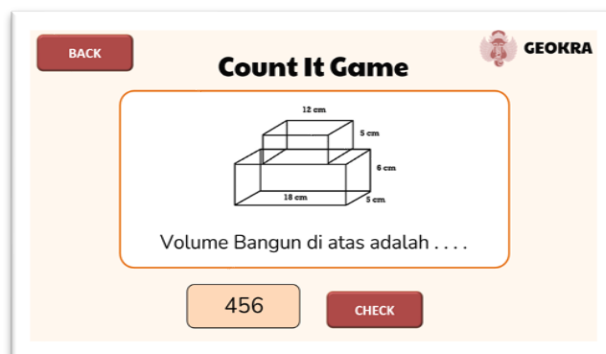 BACK
GEOKRA
Count It Game
12 cm
5 cm
6 cm
18 cm
5 cm
Volume Bangun di atas adalah . . . .
456
CHECK